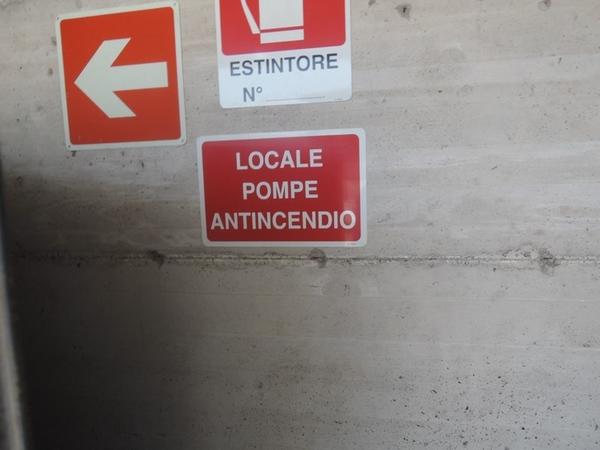 ESTINTORE
N°
LOCALE
POMPE
ANTINCENDIO